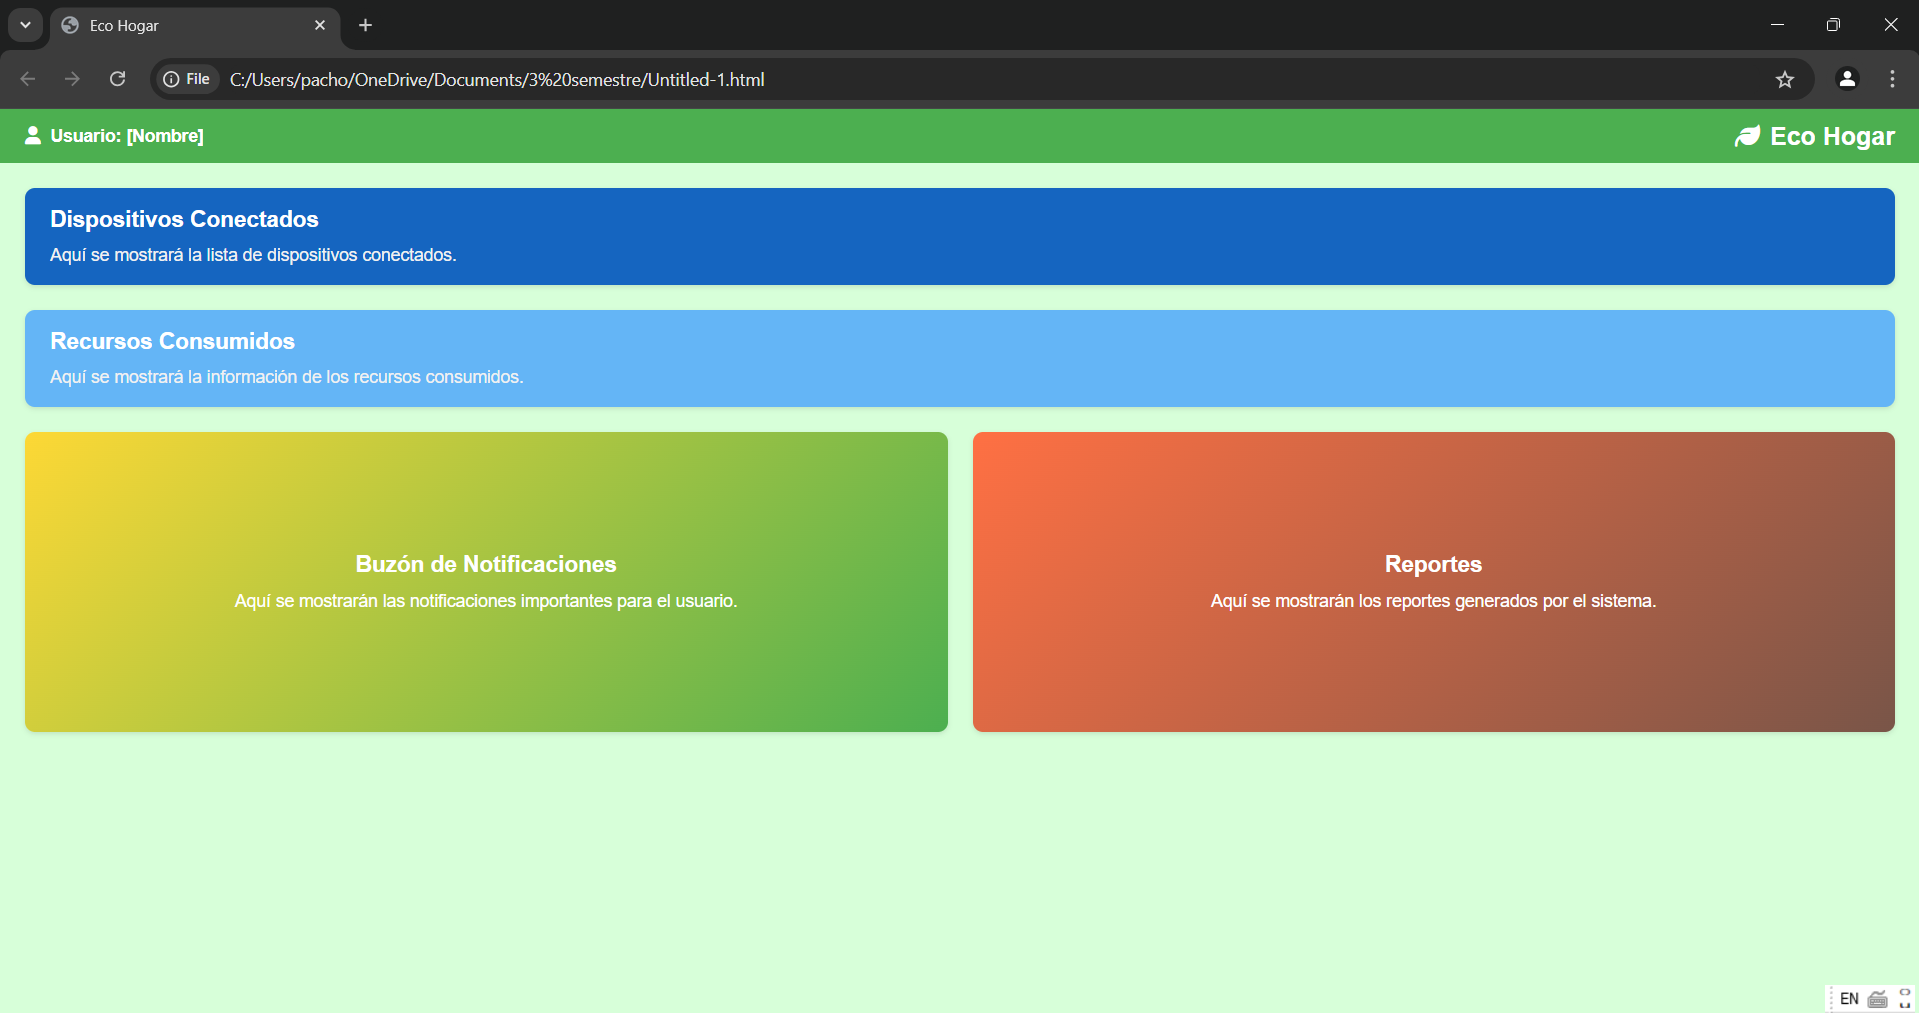 Eco Hogar
File C:/Users/pacho/OneDrive/Documents/3%20semestre/Untitled-1.html
Usuario: [Nombre]
Eco Hogar
Dispositivos Conectados
Aquí se mostrará la lista de dispositivos conectados.
Recursos Consumidos
Aquí se mostrará la información de los recursos consumidos.
Buzón de Notificaciones
Aquí se mostrarán las notificaciones importantes para el usuario.
Reportes
Aquí se mostrarán los reportes generados por el sistema.
EN